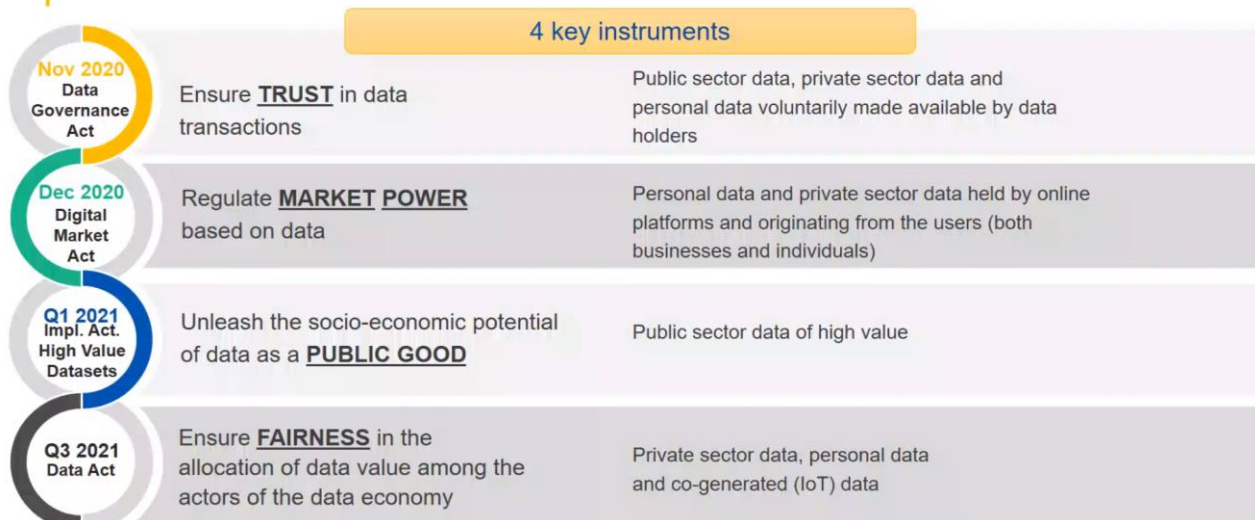 4 key instruments
Nov 2020
Data
Governance
Act
Ensure TRUST in data
transactions
Public sector data, private sector data and
personal data voluntarily made available by data
holders
Dec 2020
Digital
Market
Act
Regulate MARKET POWER
based on data
Personal data and private sector data held by online
platforms and originating from the users (both
businesses and individuals)
Q1 2021
Impl. Act.
High Value
Datasets
Unleash the socio-economic potential
of data as a PUBLIC GOOD
Public sector data of high value
Q3 2021
Data Act
Ensure FAIRNESS in the
allocation of data value among the
actors of the data economy
Private sector data, personal data
and co-generated (IoT) data